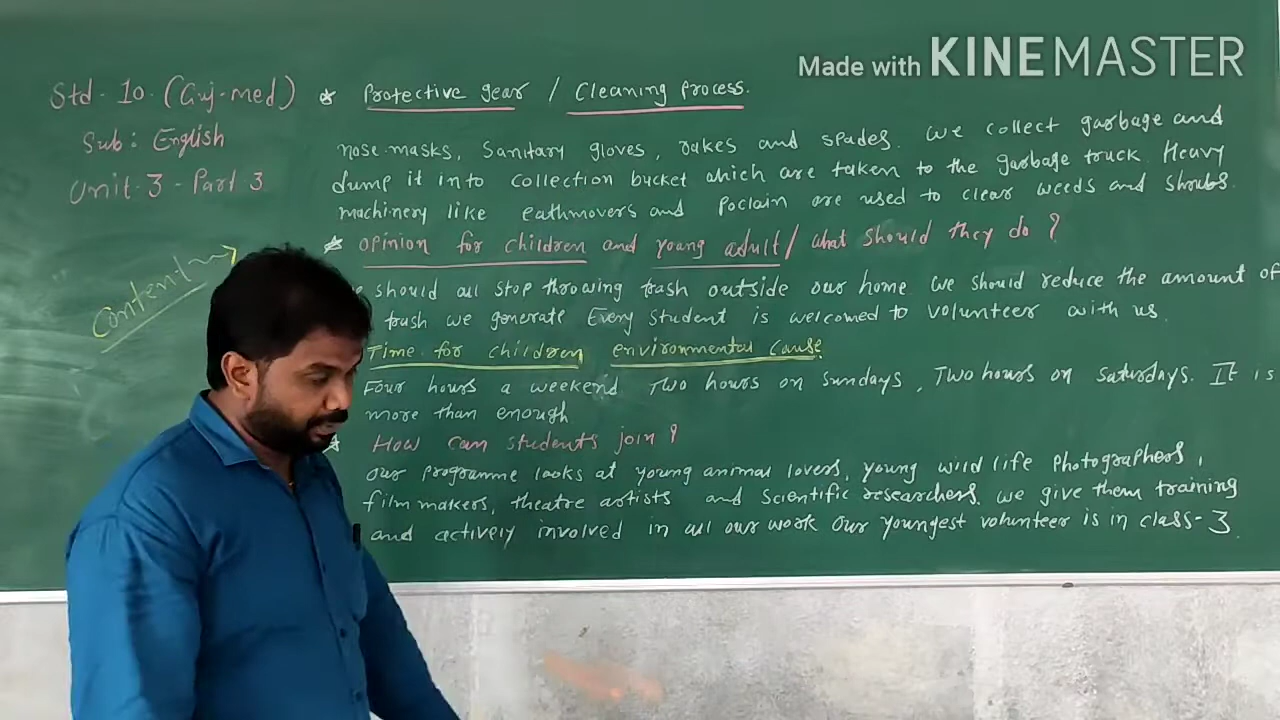 Made with KINEMASTER
Std - 10. (Guj-med)
Sub: English
Unit-3 - Part-3
Content
* Protective gear / Cleaning process.
nose-masks, Sanitary gloves, rakes and spades. we collect garbage and
dump it into collection bucket which are taken to the garbage truck. Heavy
machinery like eathmovers and Poclain are used to clear weeds and shrubs.
* Opinion for children and young adult / what should they do ?
should all stop throwing trash outside our home we should reduce the amount of
trash we generate Every Student is welcomed to volunteer with us.
Time for children environmental cause.
Four hours a weekend Two hours on Sundays, Two hours on Saturdays. It is
more than enough
* How can students join ?
Our programme looks at young animal lovers, young wild life photographers,
film makers, theatre artists and Scientific researchers. we give them training
and actively involved in all our work Our youngest volunteer is in class-3.